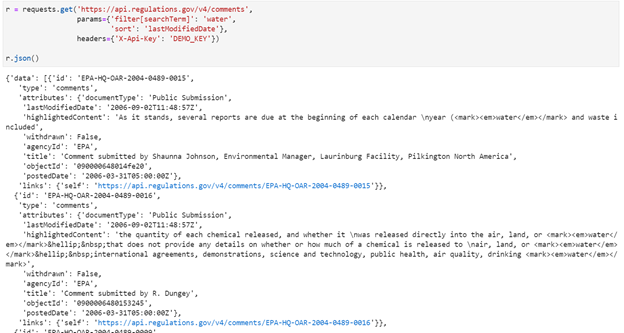 r = requests.get('https://api.regulations.gov/v4/comments',
params={'filter[searchTerm]': 'water',
'sort': 'lastModifiedDate'},
headers={'X-Api-Key': 'DEMO_KEY'})
r.json()
{'data': [{'id': 'EPA-HQ-OAR-2004-0489-0015',
'type': 'comments',
'attributes': {'documentType': 'Public Submission',
'lastModifiedDate': '2006-09-02T11:48:57Z',
'highlightedContent': 'As it stands, several reports are due at the beginning of each calendar \nyear (<mark><em>water</em></mark> and waste i
ncluded',
'withdrawn': False,
'agencyId': 'EPA',
'title': 'Comment submitted by Shaunna Johnson, Environmental Manager, Laurinburg Facility, Pilkington North America',
'objectId': '090000648014fe20',
'postedDate': '2006-03-31T05:00:00Z'},
'links': {'self': 'https://api.regulations.gov/v4/comments/EPA-HQ-OAR-2004-0489-0015'}},
{'id': 'EPA-HQ-OAR-2004-0489-0016',
'type': 'comments',
'attributes': {'documentType': 'Public Submission',
'lastModifiedDate': '2006-09-02T11:48:57Z',
'highlightedContent': 'the quantity of each chemical released, and whether it \nwas released directly into the air, land, or <mark><em>water</
em></mark>&hellip;&nbsp;that does not provide any details on whether or how much of a chemical is released to \nair, land, or <mark><em>water</em>
</mark>&hellip;&nbsp;international agreements, demonstrations, science and technology, public health, air quality, drinking <mark><em>water</em></
mark>',
'withdrawn': False,
'agencyId': 'EPA',
'title': 'Comment submitted by R. Dungey',
'objectId': '0900006480153245',
'postedDate': '2006-03-31T05:00:00Z'},
'links': {'self': 'https://api.regulations.gov/v4/comments/EPA-HQ-OAR-2004-0489-0016'}},